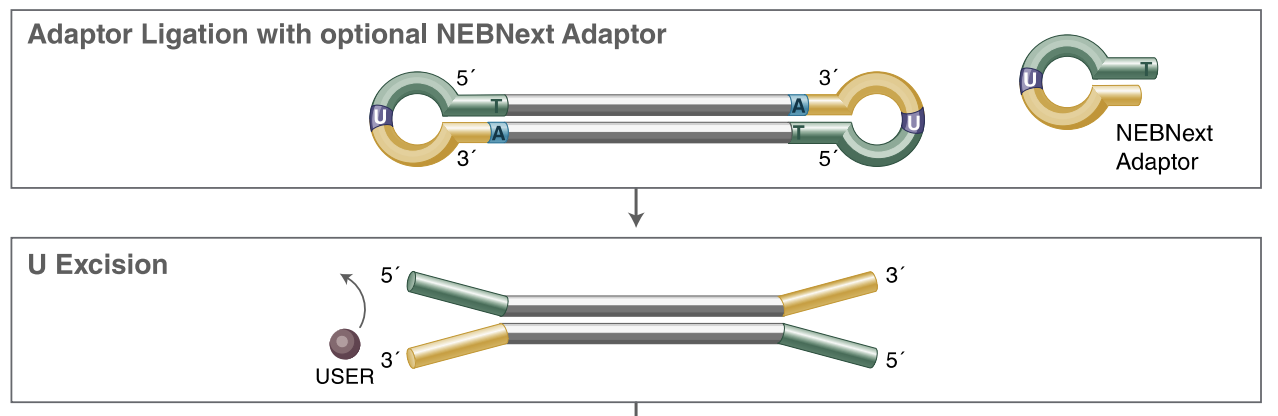 Adaptor Ligation with optional NEBNext Adaptor
5´ 3´
T A
U U
A T
3´ 5´
U T
NEBNext
Adaptor
U Excision
5´ 3´
3´ 5´
USER